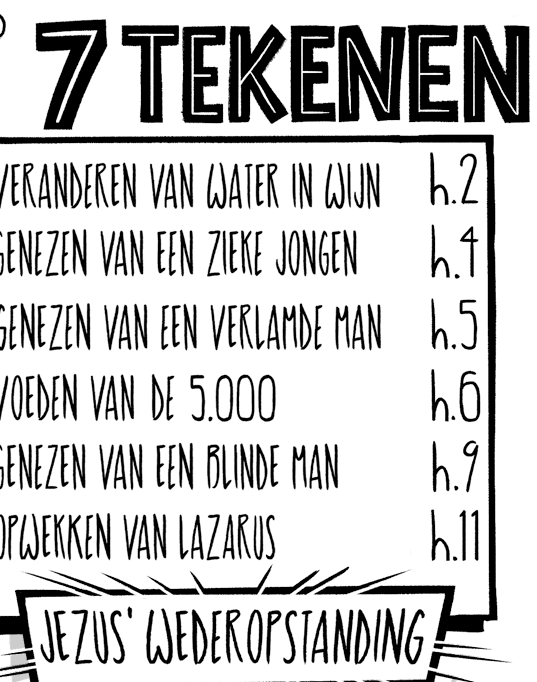 7 TEKENEN
VERANDEREN VAN WATER IN WIJN h.2
GENEZEN VAN EEN ZIEKE JONGEN h.4
GENEZEN VAN EEN VERLAMDE MAN h.5
VOEDEN VAN DE 5.000 h.6
GENEZEN VAN EEN BLINDE MAN h.9
OPWEKKEN VAN LAZARUS h.11
JEZUS' WEDEROPSTANDING